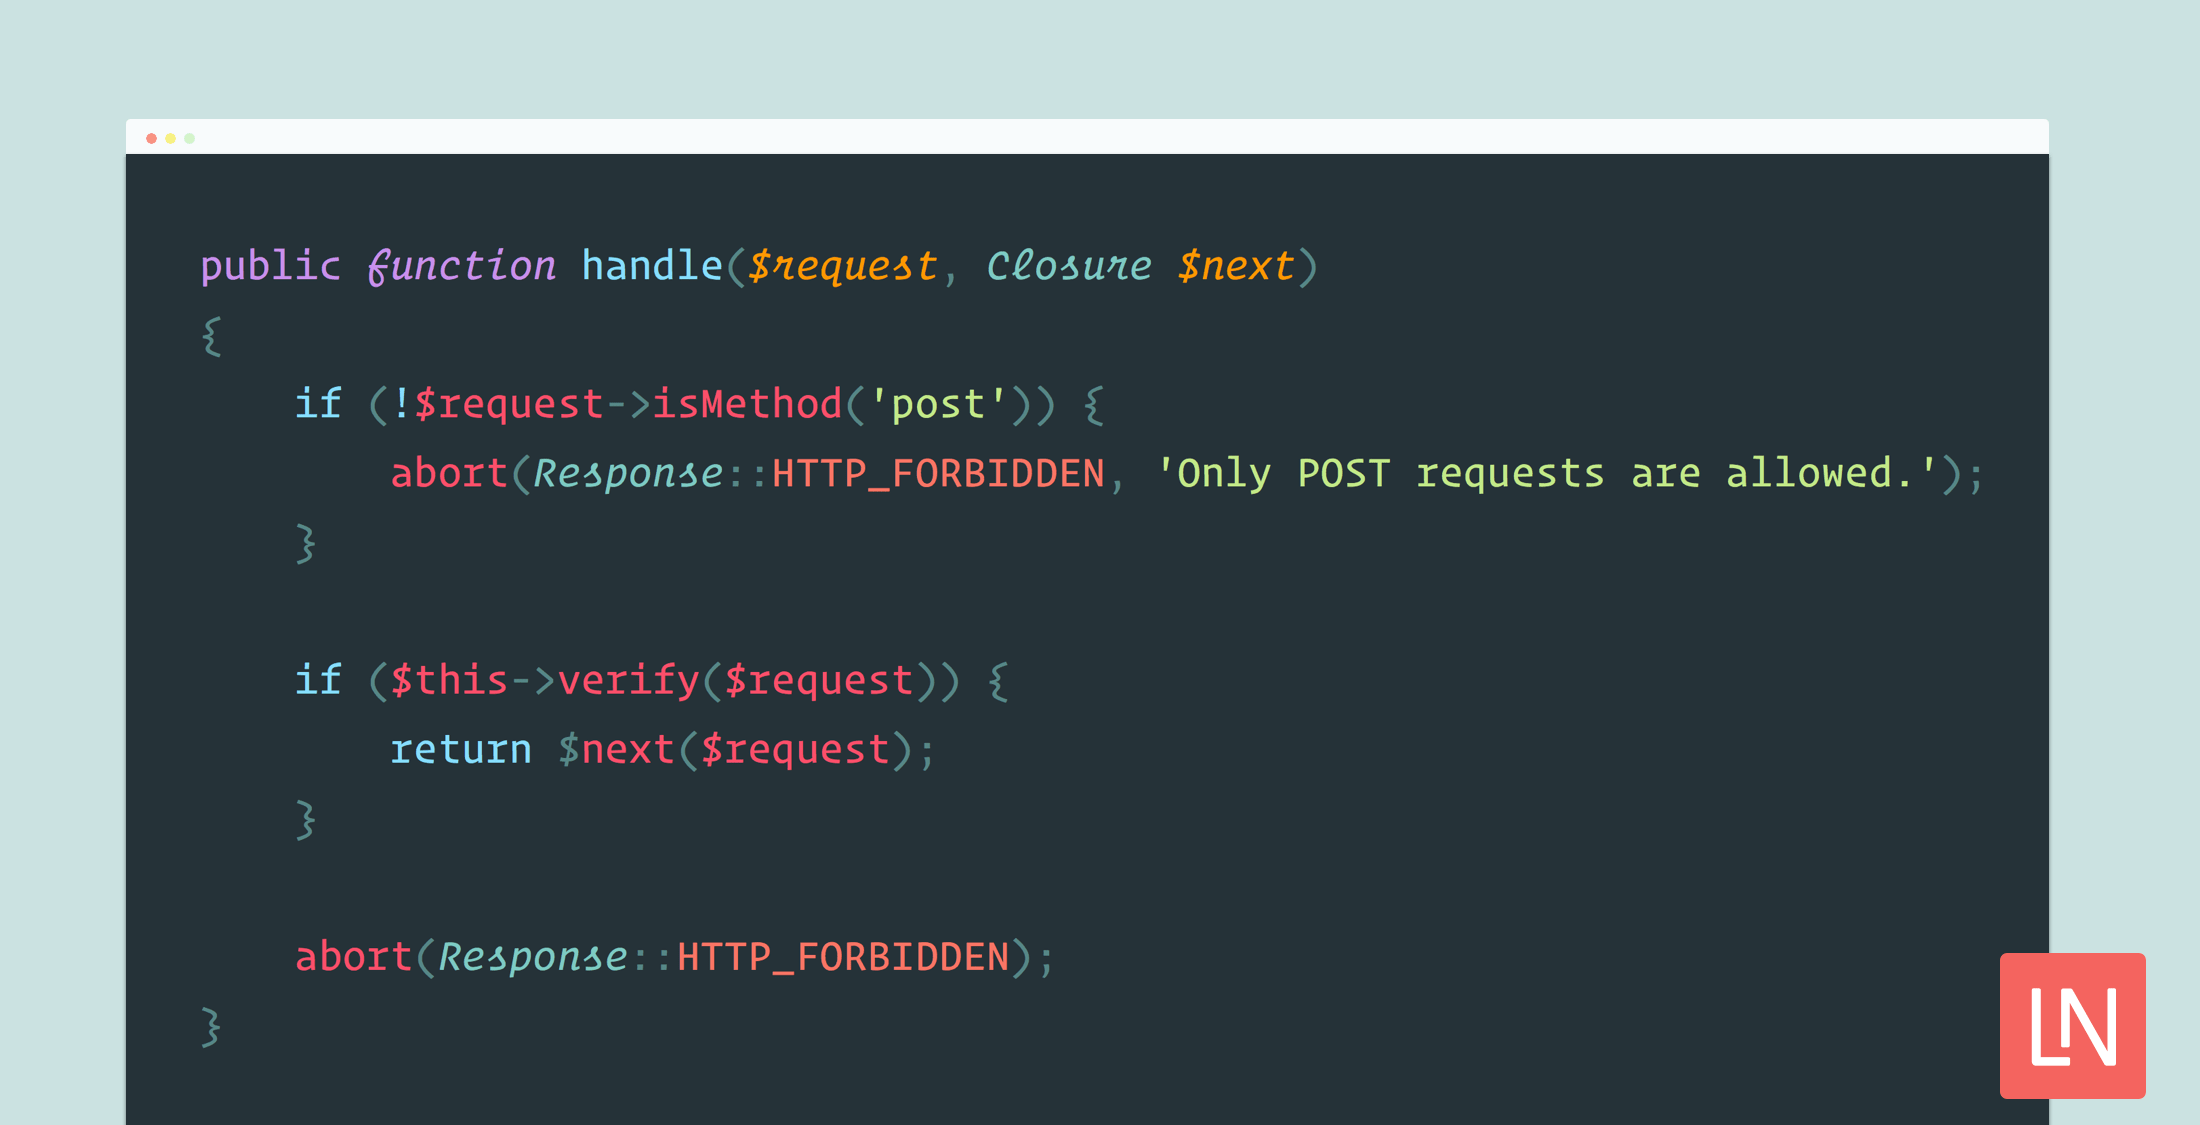 public function handle($request, Closure $next)
{
    if (!$request->isMethod('post')) {
        abort(Response::HTTP_FORBIDDEN, 'Only POST requests are allowed.');
    }
    if ($this->verify($request)) {
        return $next($request);
    }
    abort(Response::HTTP_FORBIDDEN);
}
LN